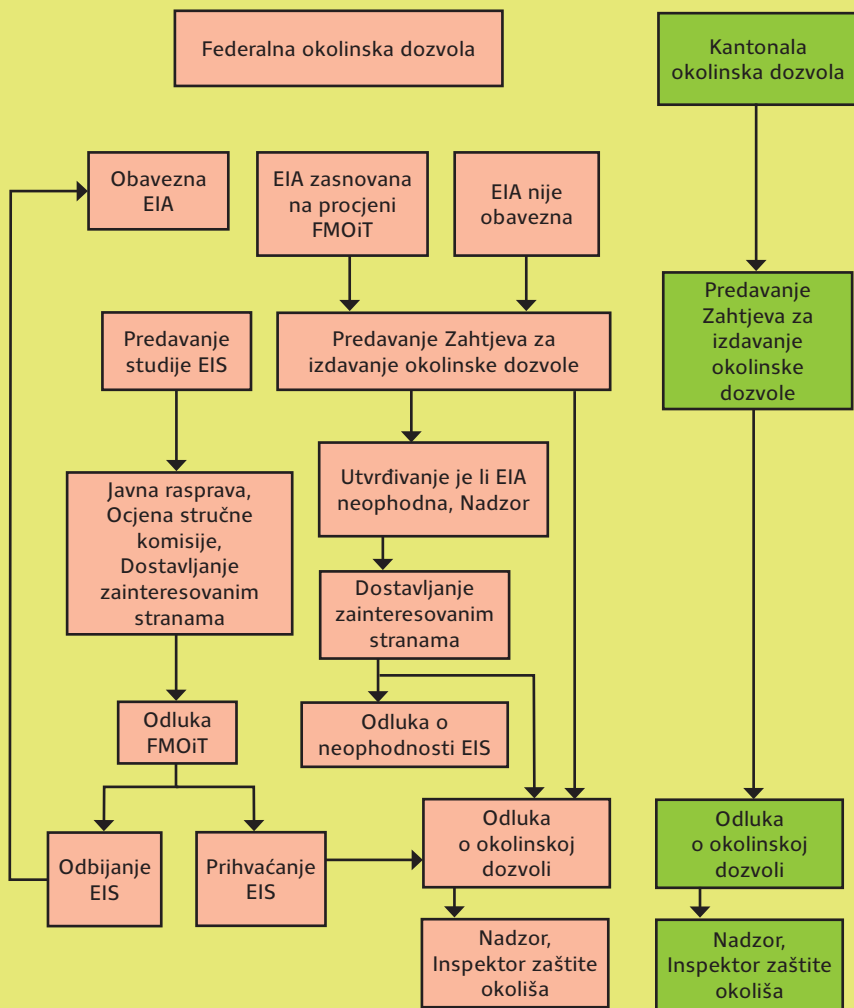 Federalna okolinska dozvola
Kantonala
okolinska dozvola
Obavezna
EIA
EIA zasnovana
na procjeni
FMOiT
EIA nije
obavezna
Predavanje
studije EIS
Predavanje Zahtjeva za
izdavanje okolinske dozvole
Predavanje
Zahtjeva za
izdavanje
okolinske
dozvole
Javna rasprava,
Ocjena stručne
komisije,
Dostavljanje
zainteresovanim
stranama
Utvrđivanje je li EIA
neophodna, Nadzor
Dostavljanje
zainteresovanim
stranama
Odluka
FMOiT
Odluka o
neophodnosti EIS
Odbijanje
EIS
Prihvaćanje
EIS
Odluka
o okolinskoj
dozvoli
Odluka
o okolinskoj
dozvoli
Nadzor,
Inspektor zaštite
okoliša
Nadzor,
Inspektor zaštite
okoliša